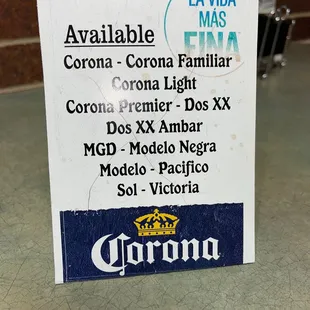 LA VIDA
MÁS
FINA
Available
Corona - Corona Familiar
Corona Light
Corona Premier - Dos XX
Dos XX Ambar
MGD - Modelo Negra
Modelo - Pacifico
Sol - Victoria
Corona